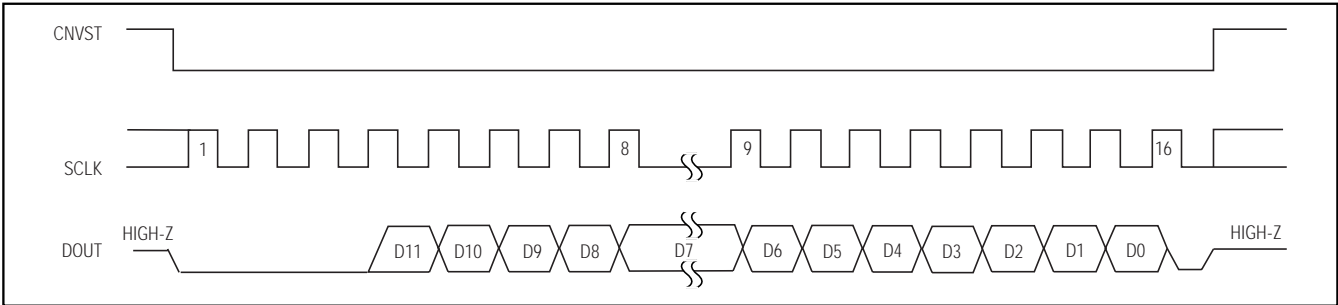 CNVST
SCLK
1
8
9
16
DOUT
HIGH-Z
D11
D10
D9
D8
D7
D6
D5
D4
D3
D2
D1
D0
HIGH-Z